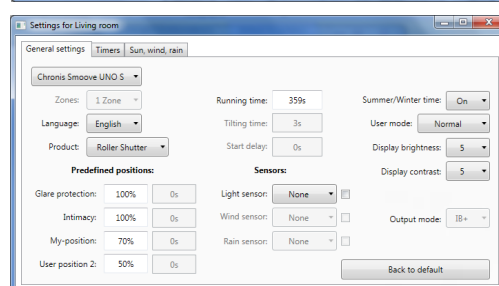 Settings for Living room
General settings Timers Sun, wind, rain
Chronis Smoove UNO S
Zones: 1 Zone Running time: 359s Summer/Winter time: On
Language: English Tilting time: 3s User mode: Normal
Product: Roller Shutter Start delay: 0s Display brightness: 5
Predefined positions: Sensors: Display contrast: 5
Glare protection: 100% 0s Light sensor: None
Intimacy: 100% 0s Wind sensor: None Output mode: IB+
My-position: 70% 0s Rain sensor: None
User position 2: 50% 0s Back to default